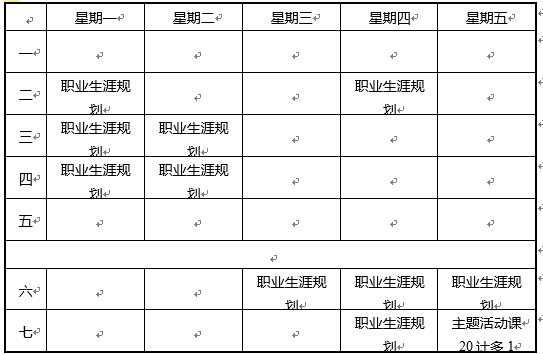 星期一 星期二 星期三 星期四 星期五
一
二 职业生涯规划 职业生涯规划
三 职业生涯规划 职业生涯规划
四 职业生涯规划 职业生涯规划
五
六 职业生涯规划 职业生涯规划 职业生涯规划
七 职业生涯规划 主题活动课
20计多1